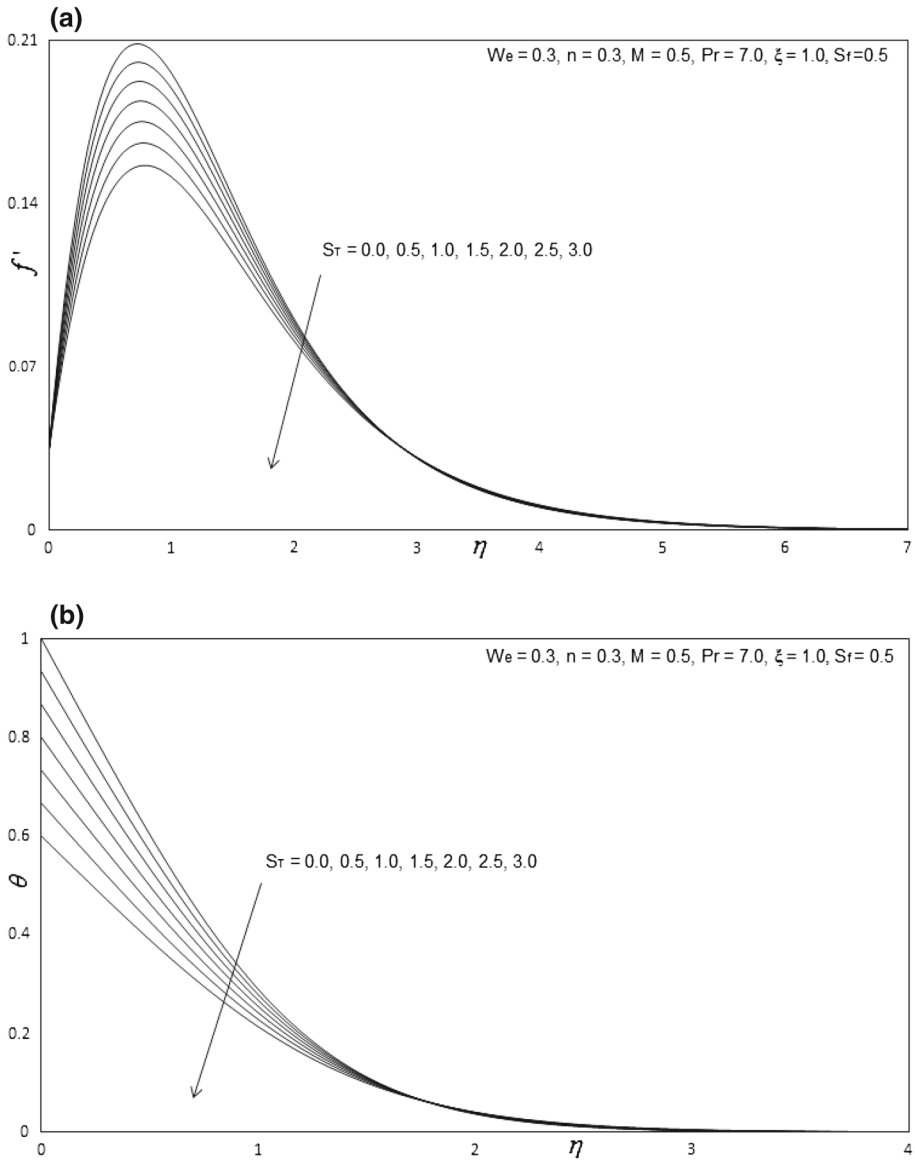 (a)
0.21
We = 0.3, n = 0.3, M = 0.5, Pr = 7.0, ξ = 1.0, Sf=0.5
0.14
f'
ST = 0.0, 0.5, 1.0, 1.5, 2.0, 2.5, 3.0
0.07
0
0 1 2 3 η 4 5 6 7
(b)
1
We = 0.3, n = 0.3, M = 0.5, Pr = 7.0, ξ = 1.0, Sf = 0.5
0.8
0.6
ST = 0.0, 0.5, 1.0, 1.5, 2.0, 2.5, 3.0
θ
0.4
0.2
0
0 1 2 η 3 4